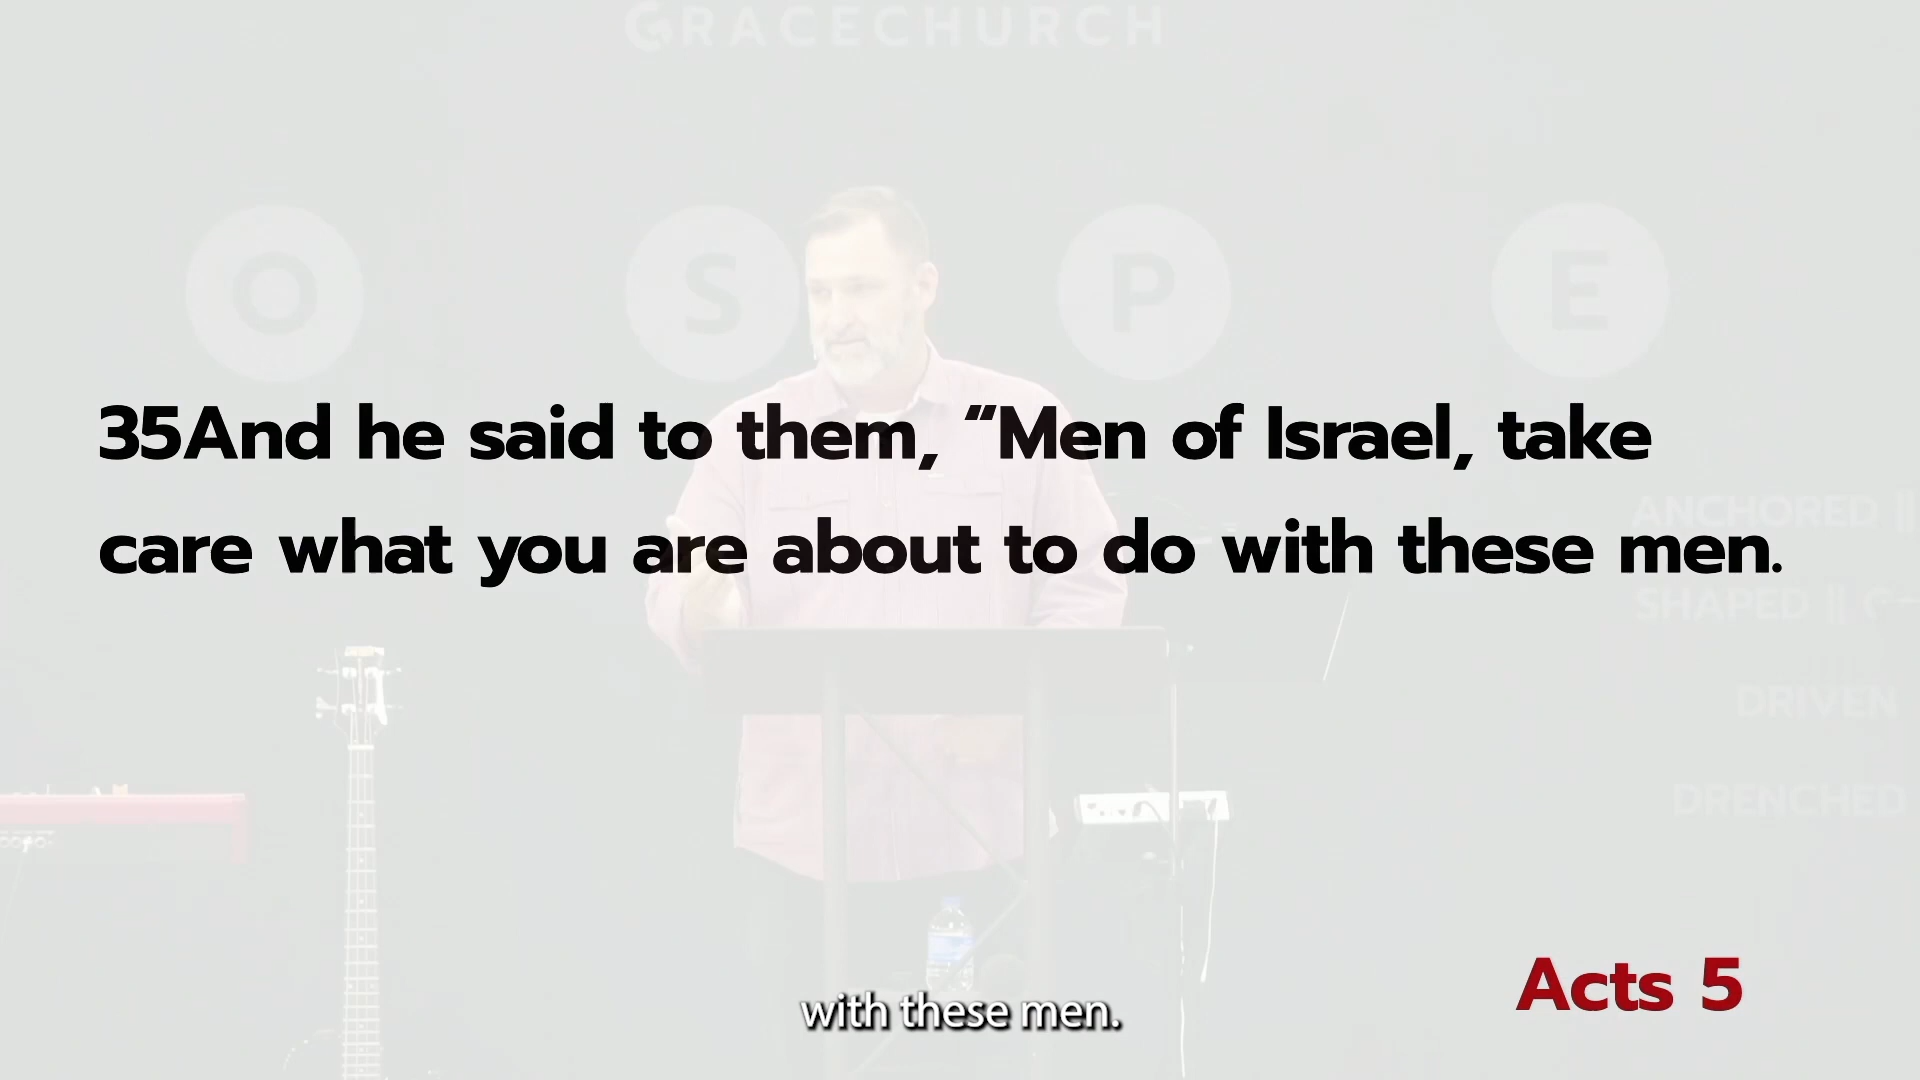 GRACECHURCH
O S P E
35And he said to them, “Men of Israel, take
care what you are about to do with these men.
ANCHORED ||
SHAPED ||
DRIVEN
DRENCHED
Acts 5
with these men.